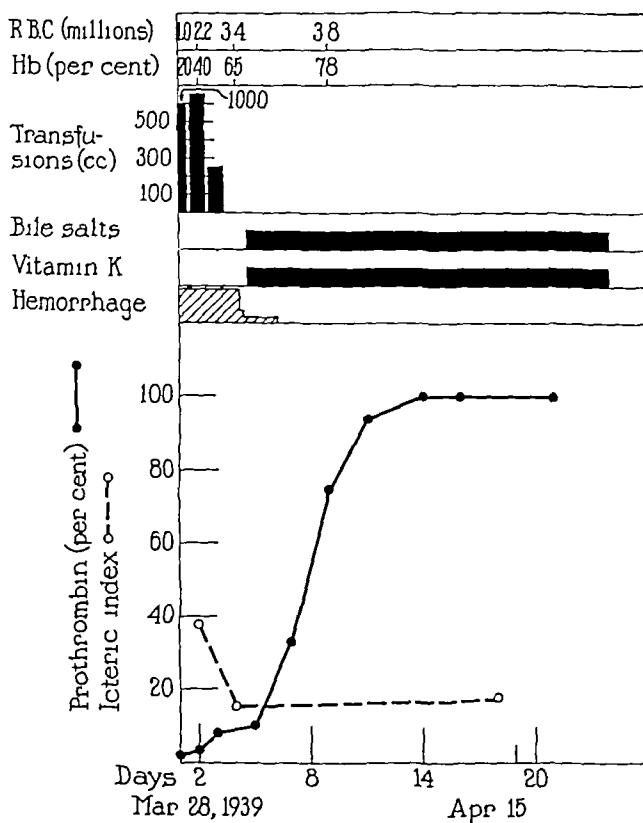 R.B.C (millions) 1.0 2.2 3.4 3.8
Hb (per cent) 20 40 65 78
1000
500
Transfu-
sions (cc) 300
100
Bile salts
Vitamin K
Hemorrhage
Prothrombin (per cent)
Icteric index
100
80
60
40
20
Days 2 8 14 20
Mar 28, 1939 Apr 15